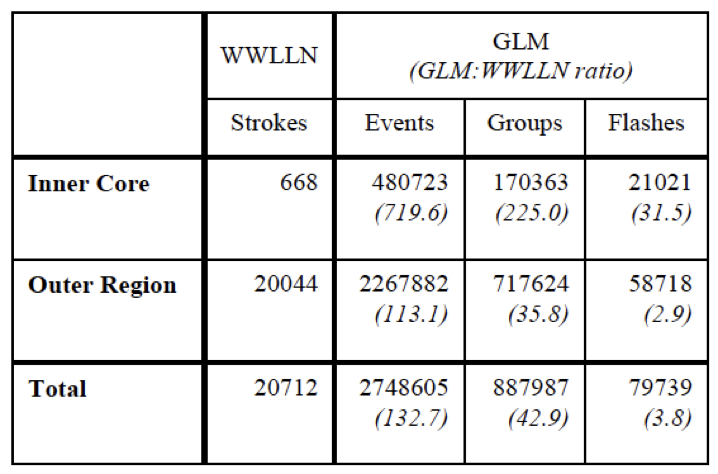 WWLLN GLM
(GLM:WWLLN ratio)
Strokes Events Groups Flashes
Inner Core 668 480723 170363 21021
(719.6) (225.0) (31.5)
Outer Region 20044 2267882 717624 58718
(113.1) (35.8) (2.9)
Total 20712 2748605 887987 79739
(132.7) (42.9) (3.8)